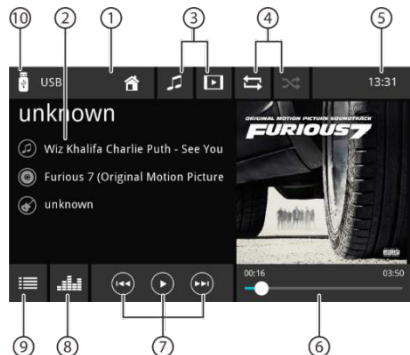 ⑩ ② ① ③ ④ ⑤
USB 13:31
unknown
Wiz Khalifa Charlie Puth - See You
Furious 7 (Original Motion Picture
unknown
ORIGINAL MOTION PICTURE SOUNDTRACK
FURIOUS 7
00:16 03:50
⑨ ⑧ ⑦ ⑥